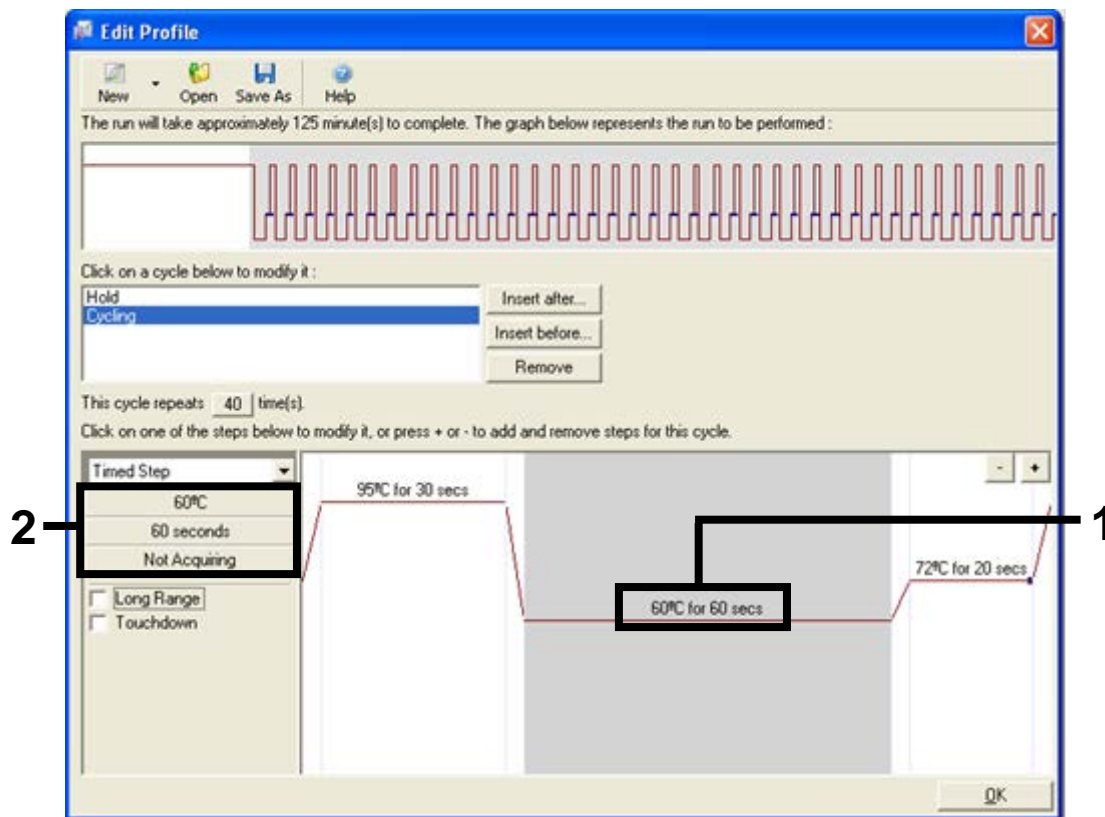 Edit Profile
New Open Save As Help
The run will take approximately 125 minute(s) to complete. The graph below represents the run to be performed :
Click on a cycle below to modify it :
Hold
Cycling
Insert after...
Insert before...
Remove
This cycle repeats 40 time(s).
Click on one of the steps below to modify it, or press + or - to add and remove steps for this cycle.
Timed Step
- +
60ºC
60 seconds
Not Acquiring
Long Range
Touchdown
95ºC for 30 secs
60ºC for 60 secs
72ºC for 20 secs
2
1
OK